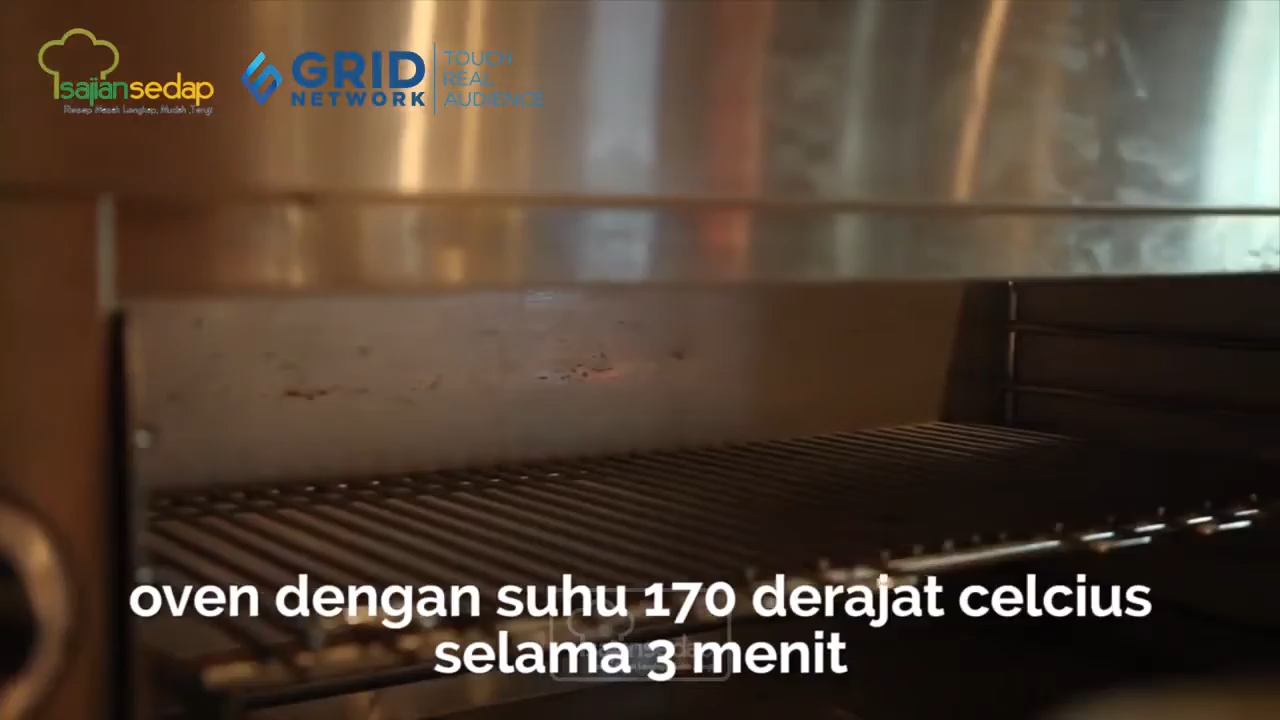 sajiansedap
GRID
NETWORK
TOUCH
REAL
AUDIENCE
oven dengan suhu 170 derajat celcius
selama 3 menit